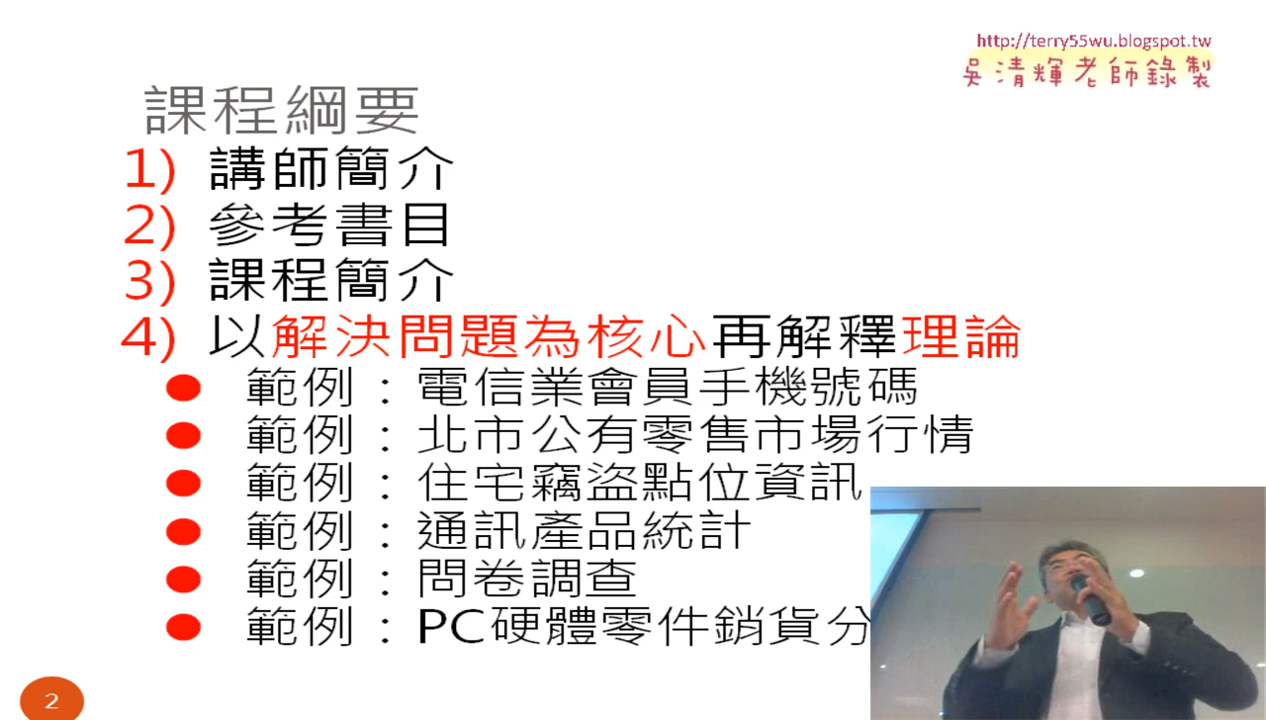 http://terry55wu.blogspot.tw
吳清輝老師錄製
課程綱要
1) 講師簡介
2) 參考書目
3) 課程簡介
4) 以解決問題為核心再解釋理論
● 範例：電信業會員手機號碼
● 範例：北市公有零售市場行情
● 範例：住宅竊盜點位資訊
● 範例：通訊產品統計
● 範例：問卷調查
● 範例：PC硬體零件銷貨分
2